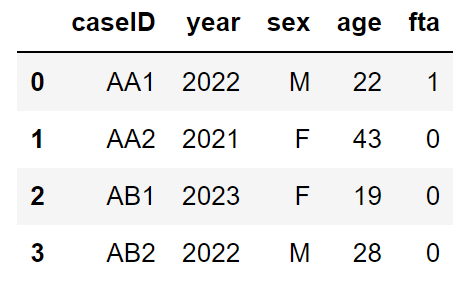 caseID year sex age fta
0 AA1 2022 M 22 1
1 AA2 2021 F 43 0
2 AB1 2023 F 19 0
3 AB2 2022 M 28 0